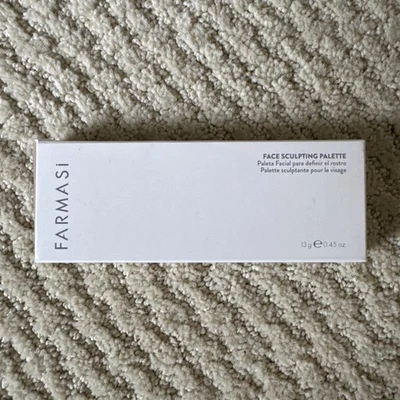 FARMASi
FACE SCULPTING PALETTE
Paleta Facial para definir el rostro
Palette sculptante pour le visage
13 g ℮ 0.45 oz.